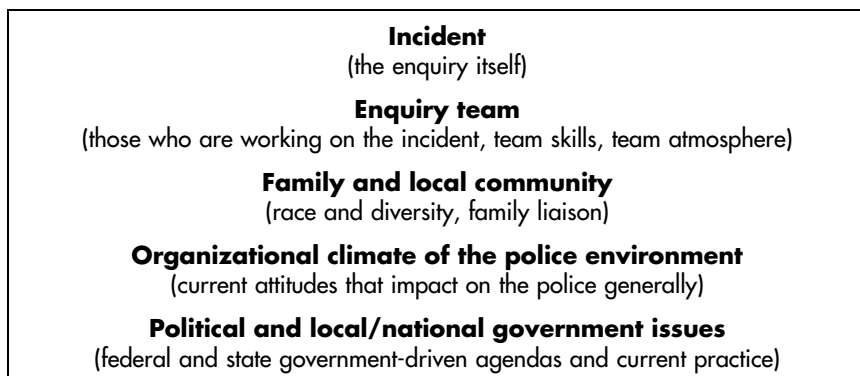 Incident
(the enquiry itself)
Enquiry team
(those who are working on the incident, team skills, team atmosphere)
Family and local community
(race and diversity, family liaison)
Organizational climate of the police environment
(current attitudes that impact on the police generally)
Political and local/national government issues
(federal and state government-driven agendas and current practice)